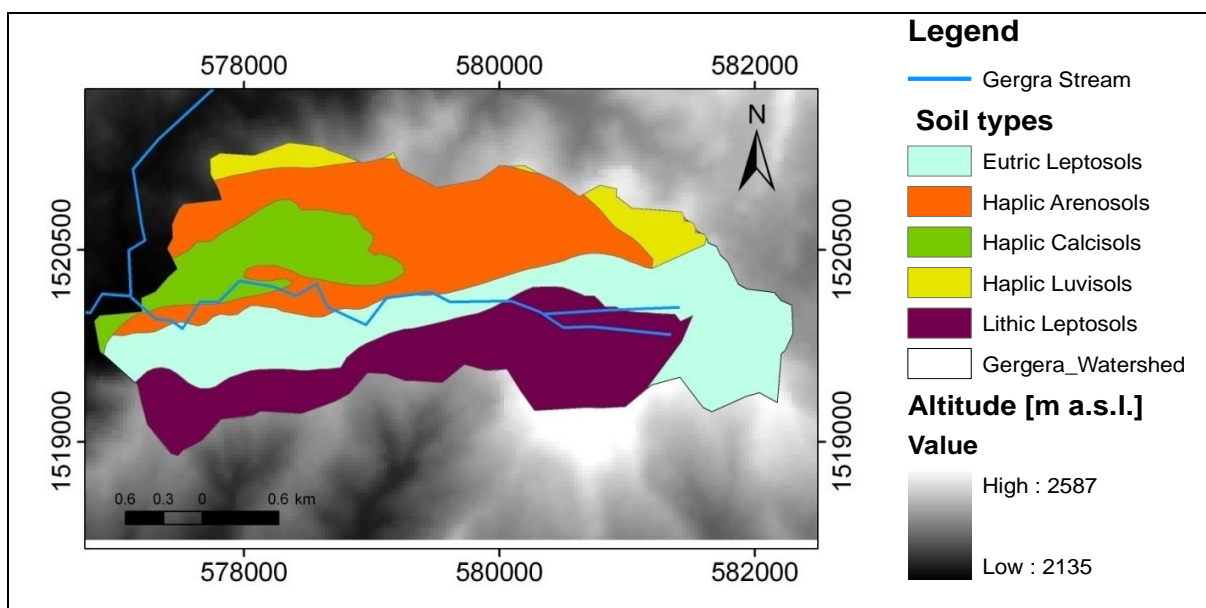 578000 580000 582000
N
1520500 1520500
1519000 1519000
0.6 0.3 0 0.6 km
578000 580000 582000
Legend
Gergra Stream
Soil types
Eutric Leptosols
Haplic Arenosols
Haplic Calcisols
Haplic Luvisols
Lithic Leptosols
Gergera_Watershed
Altitude [m a.s.l.]
Value
High : 2587
Low : 2135